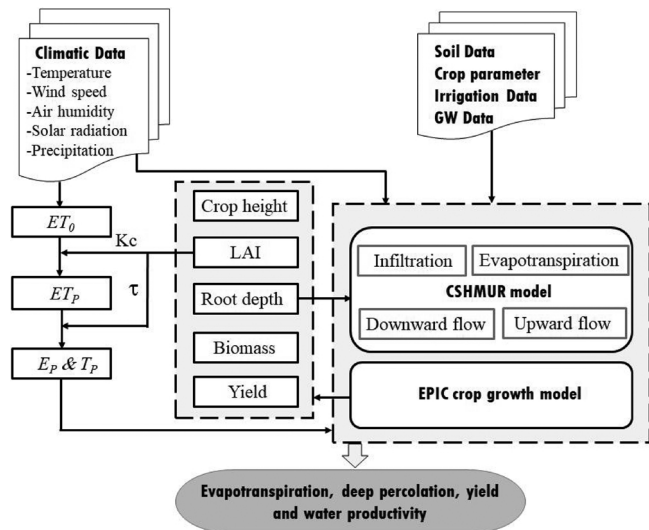 Climatic Data
-Temperature
-Wind speed
-Air humidity
-Solar radiation
-Precipitation
Soil Data
Crop parameter
Irrigation Data
GW Data
ET0
Kc
ETP
τ
EP & TP
Crop height
LAI
Root depth
Biomass
Yield
Infiltration
Evapotranspiration
CSHMUR model
Downward flow
Upward flow
EPIC crop growth model
Evapotranspiration, deep percolation, yield
and water productivity